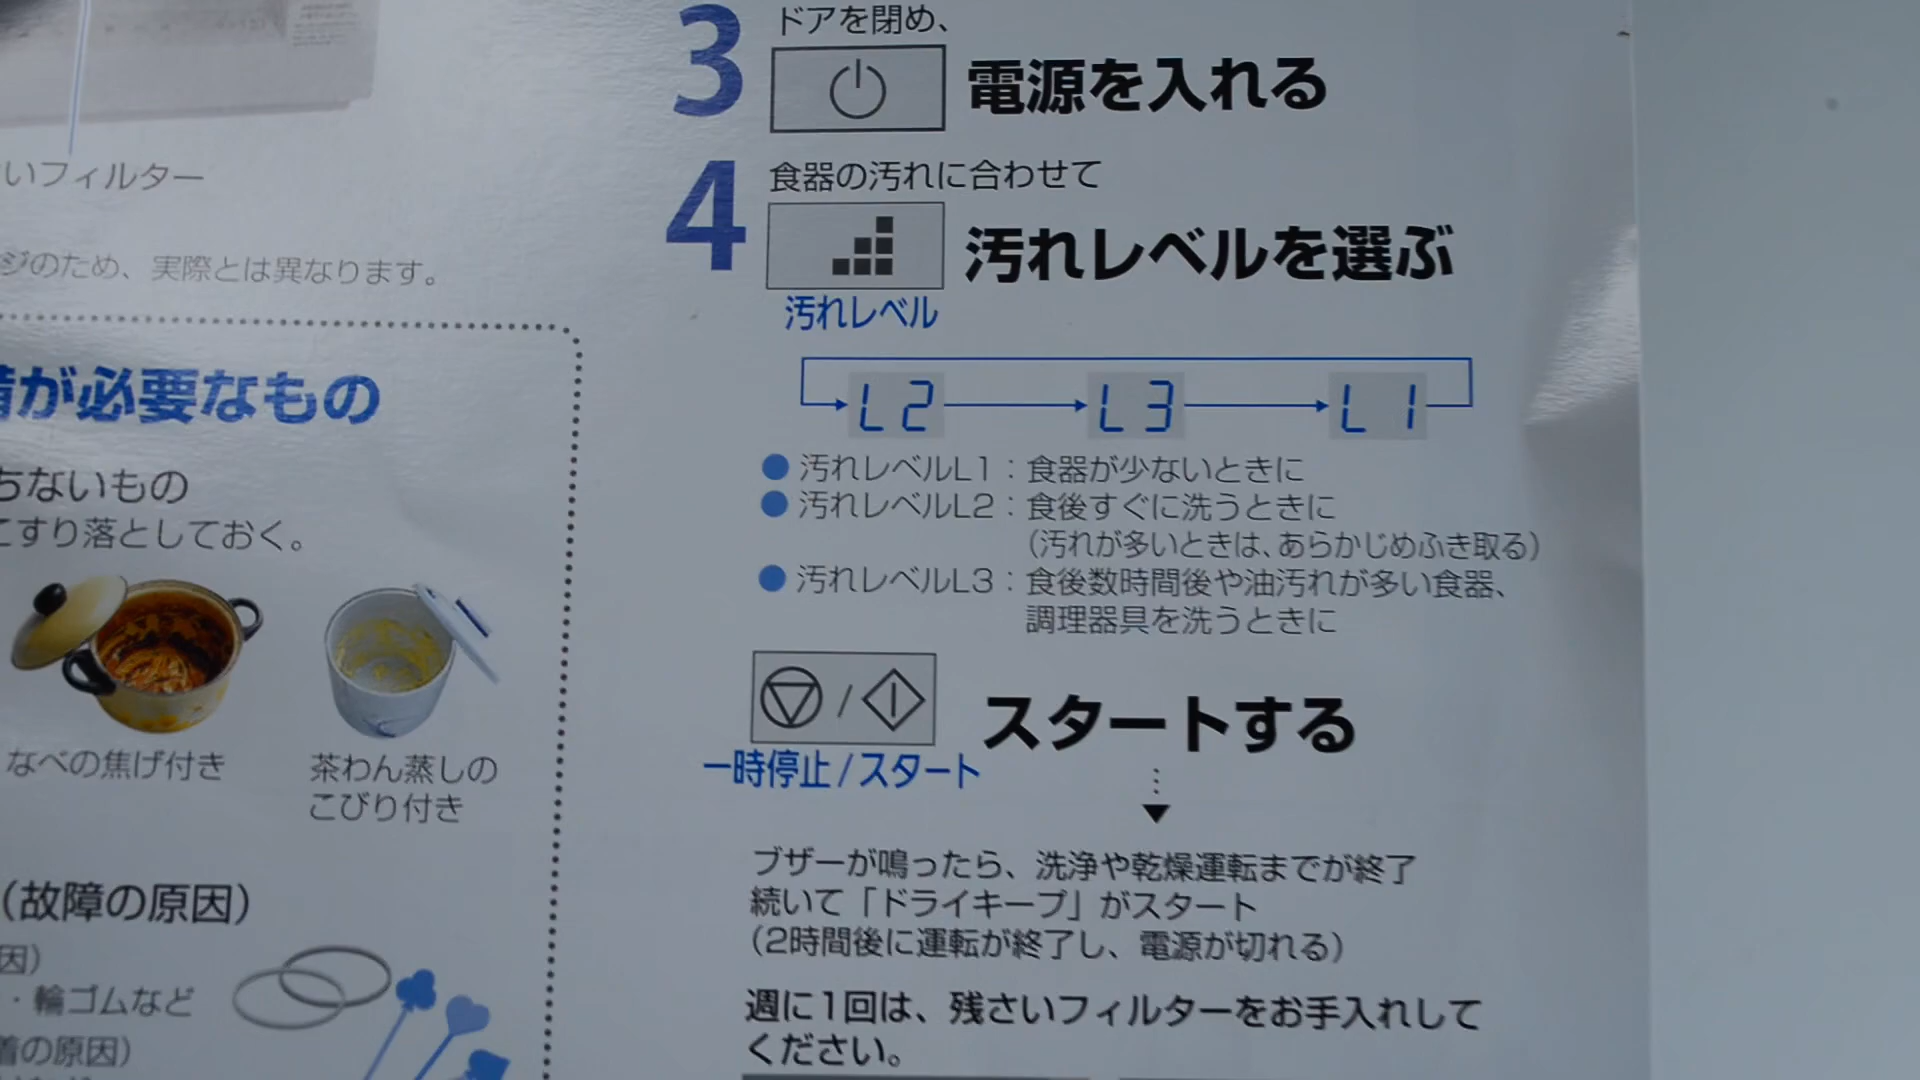 いフィルター
ジのため、実際とは異なります。
が必要なもの
ちないもの
こすり落としておく。
なべの焦げ付き
茶わん蒸しの
こびり付き
（故障の原因）
因）
・輪ゴムなど
着の原因）
3
ドアを閉め、
電源を入れる
4
食器の汚れに合わせて
汚れレベルを選ぶ
汚れレベル
L2 L3 L1
● 汚れレベルL1：食器が少ないときに
● 汚れレベルL2：食後すぐに洗うときに
（汚れが多いときは、あらかじめふき取る）
● 汚れレベルL3：食後数時間後や油汚れが多い食器、
調理器具を洗うときに
スタートする
一時停止/スタート
ブザーが鳴ったら、洗浄や乾燥運転までが終了
続いて「ドライキープ」がスタート
（2時間後に運転が終了し、電源が切れる）
週に1回は、残さいフィルターをお手入れして
ください。